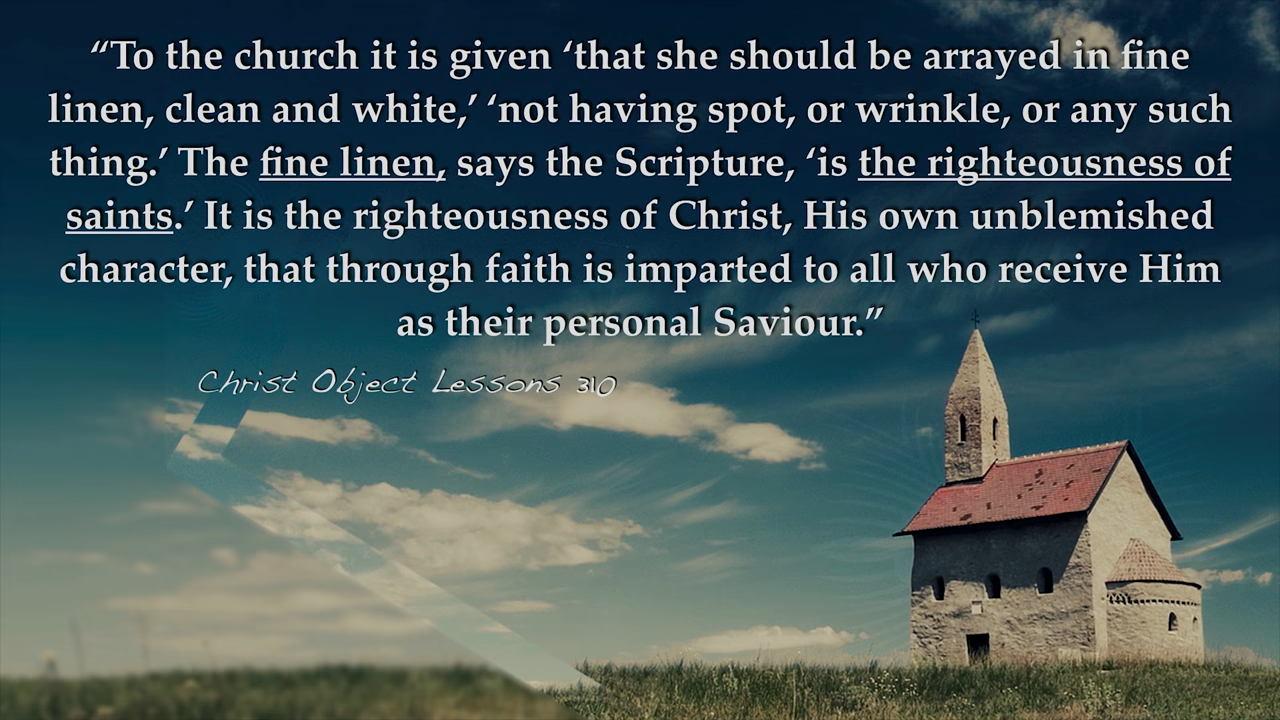 “To the church it is given ‘that she should be arrayed in fine
linen, clean and white,’ ‘not having spot, or wrinkle, or any such
thing.’ The fine linen, says the Scripture, ‘is the righteousness of
saints.’ It is the righteousness of Christ, His own unblemished
character, that through faith is imparted to all who receive Him
as their personal Saviour.”
Christ Object Lessons 310